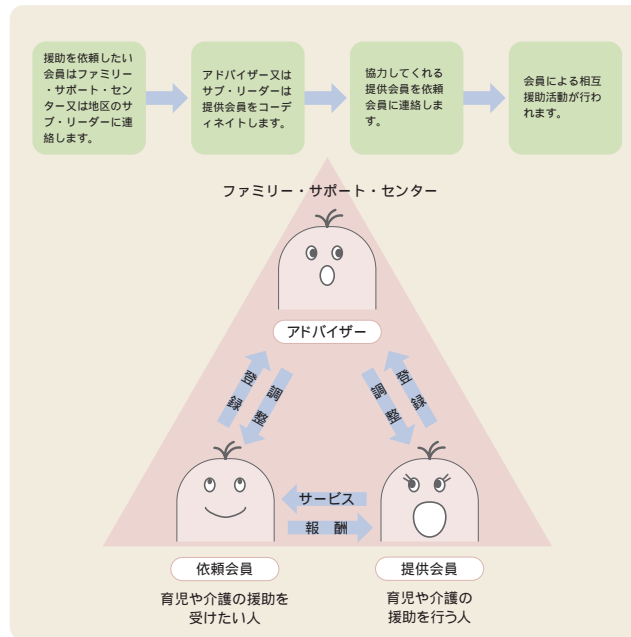 援助を依頼したい
会員はファミリー
・サポート・セン
ター又は地区のサ
ブ・リーダーに連
絡します。
アドバイザー又は
サブ・リーダーは
提供会員をコーデ
ィネイトします。
協力してくれる
提供会員を依頼
会員に連絡しま
す。
会員による相互
援助活動が行わ
れます。
ファミリー・サポート・センター
アドバイザー
登録
調整
調整
登録
サービス
報 酬
依頼会員
提供会員
育児や介護の援助を
受けたい人
育児や介護の
援助を行う人